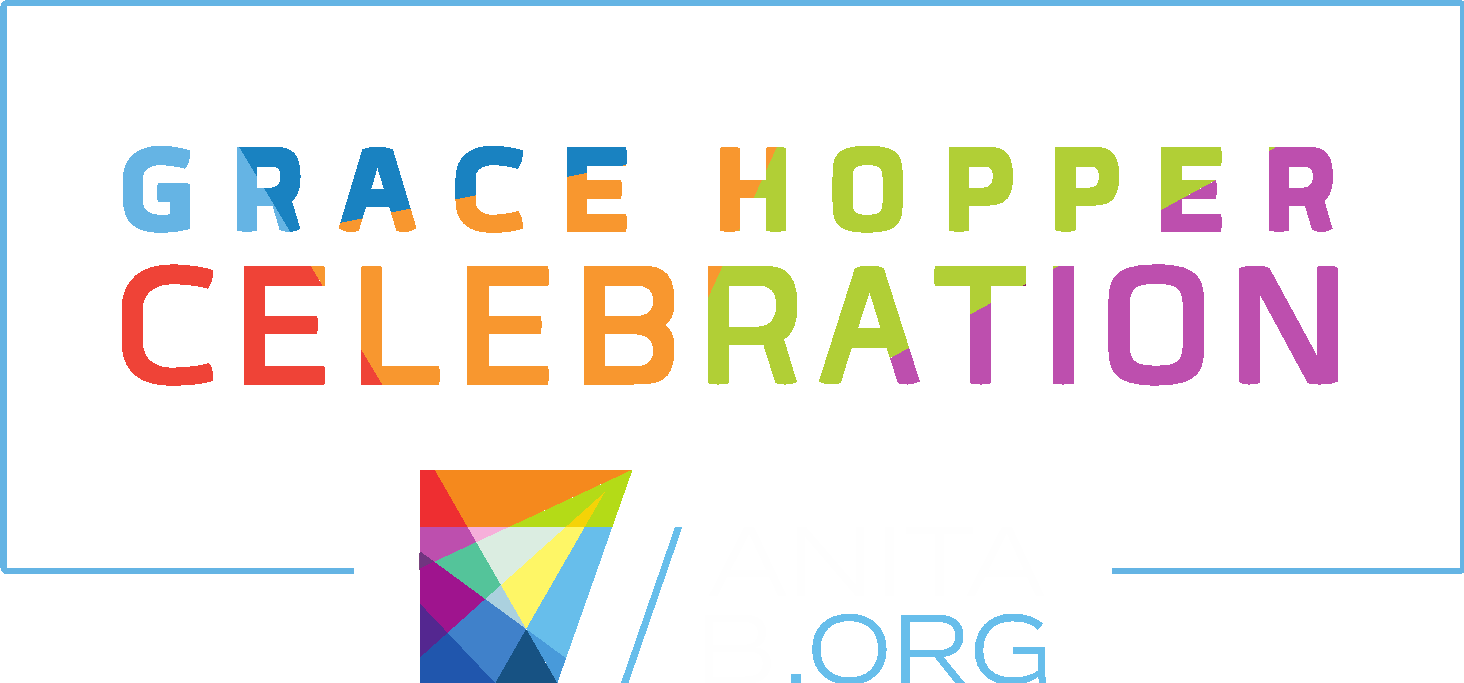 GRACE HOPPER
CELEBRATION
ANITA
B.ORG